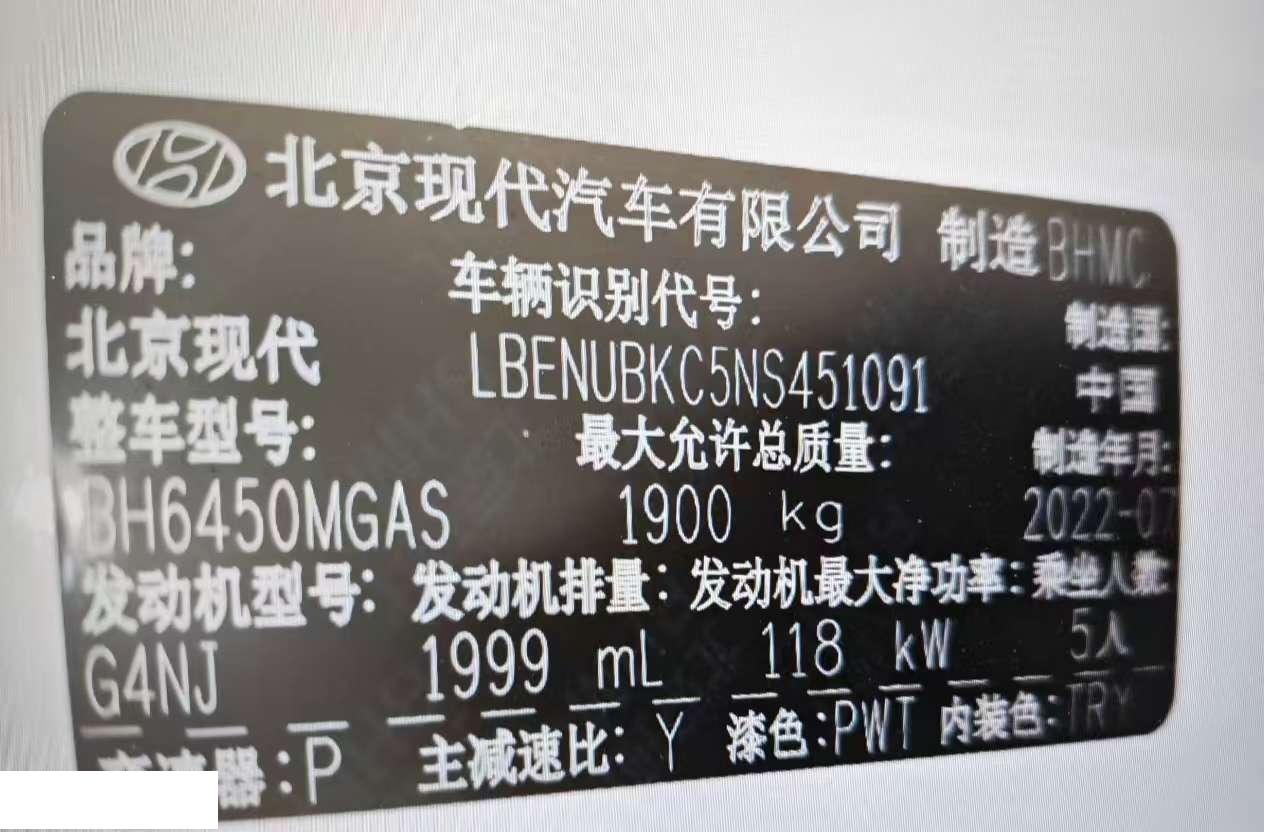 北京现代汽车有限公司 制造 BHMC
品牌: 车辆识别代号: 制造国:
北京现代 LBENUBKC5NS451091 中国
整车型号: 最大允许总质量: 制造年月:
BH6450MGAS 1900 kg 2022-07
发动机型号: 发动机排量: 发动机最大净功率: 乘坐人数
G4NJ 1999 mL 118 kW 5人
变速器:P 主减速比: Y 漆色:PWT 内装色:TRY